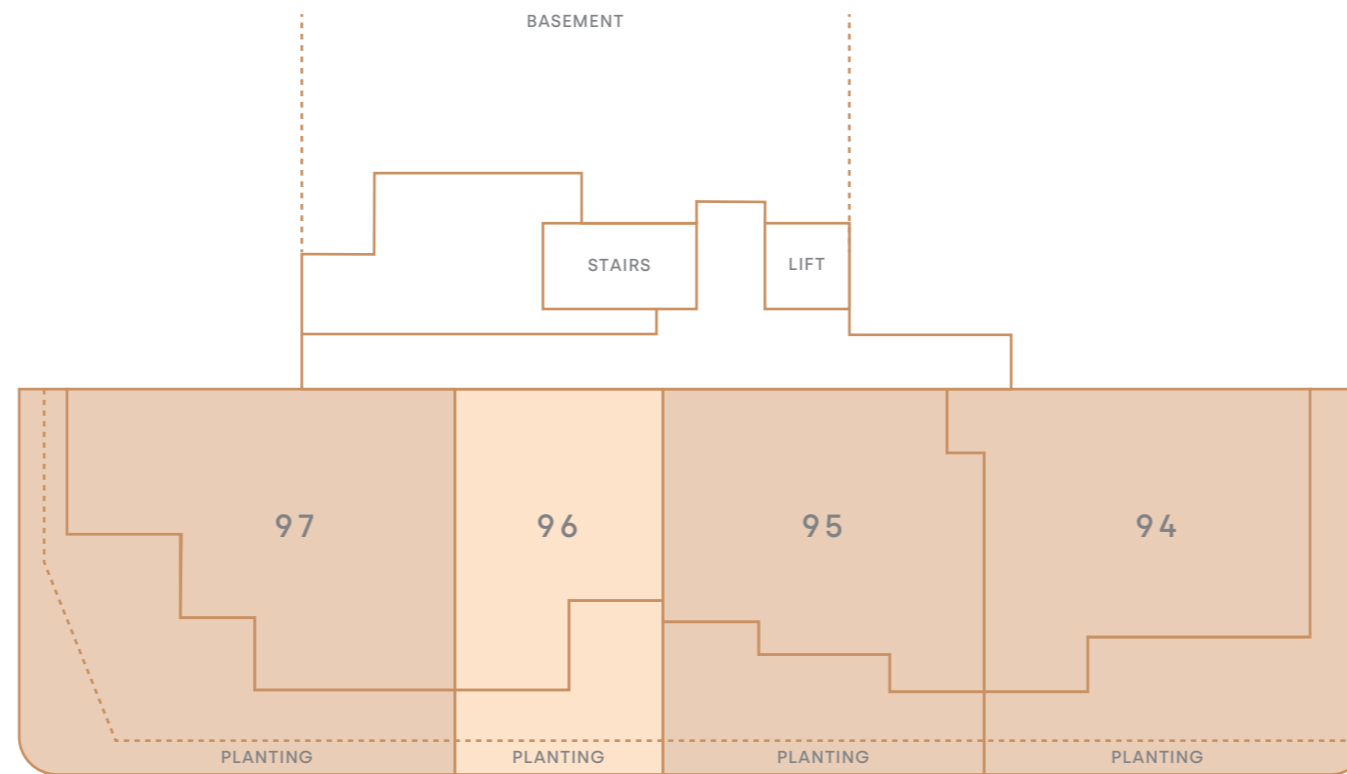 BASEMENT
STAIRS
LIFT
97
96
95
94
PLANTING
PLANTING
PLANTING
PLANTING